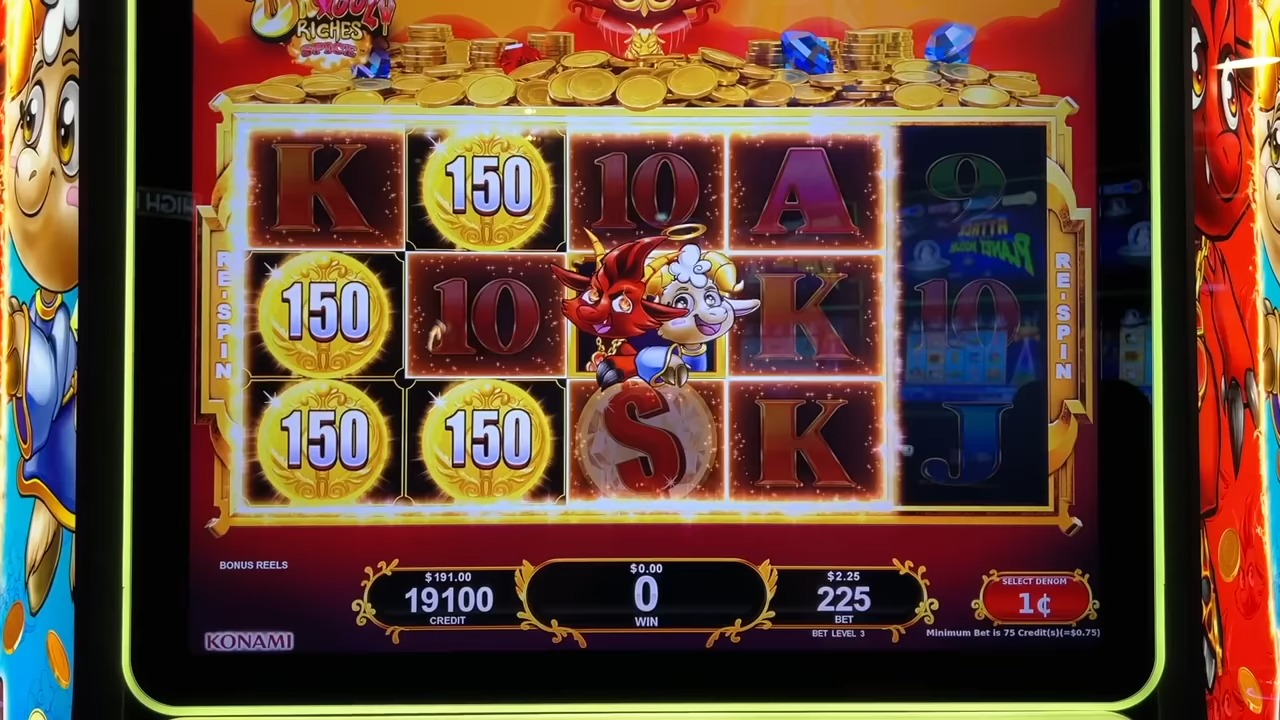 RICHES
K 150 10 A 9
RE-SPIN
150 10 K 10
RE-SPIN
150 150 $ K J
BONUS REELS
$191.00
19100
CREDIT
$0.00
0
WIN
$2.25
225
BET
BET LEVEL 3
SELECT DENOM
1¢
Minimum Bet is 75 Credit(s)(=$0.75)
KONAMI